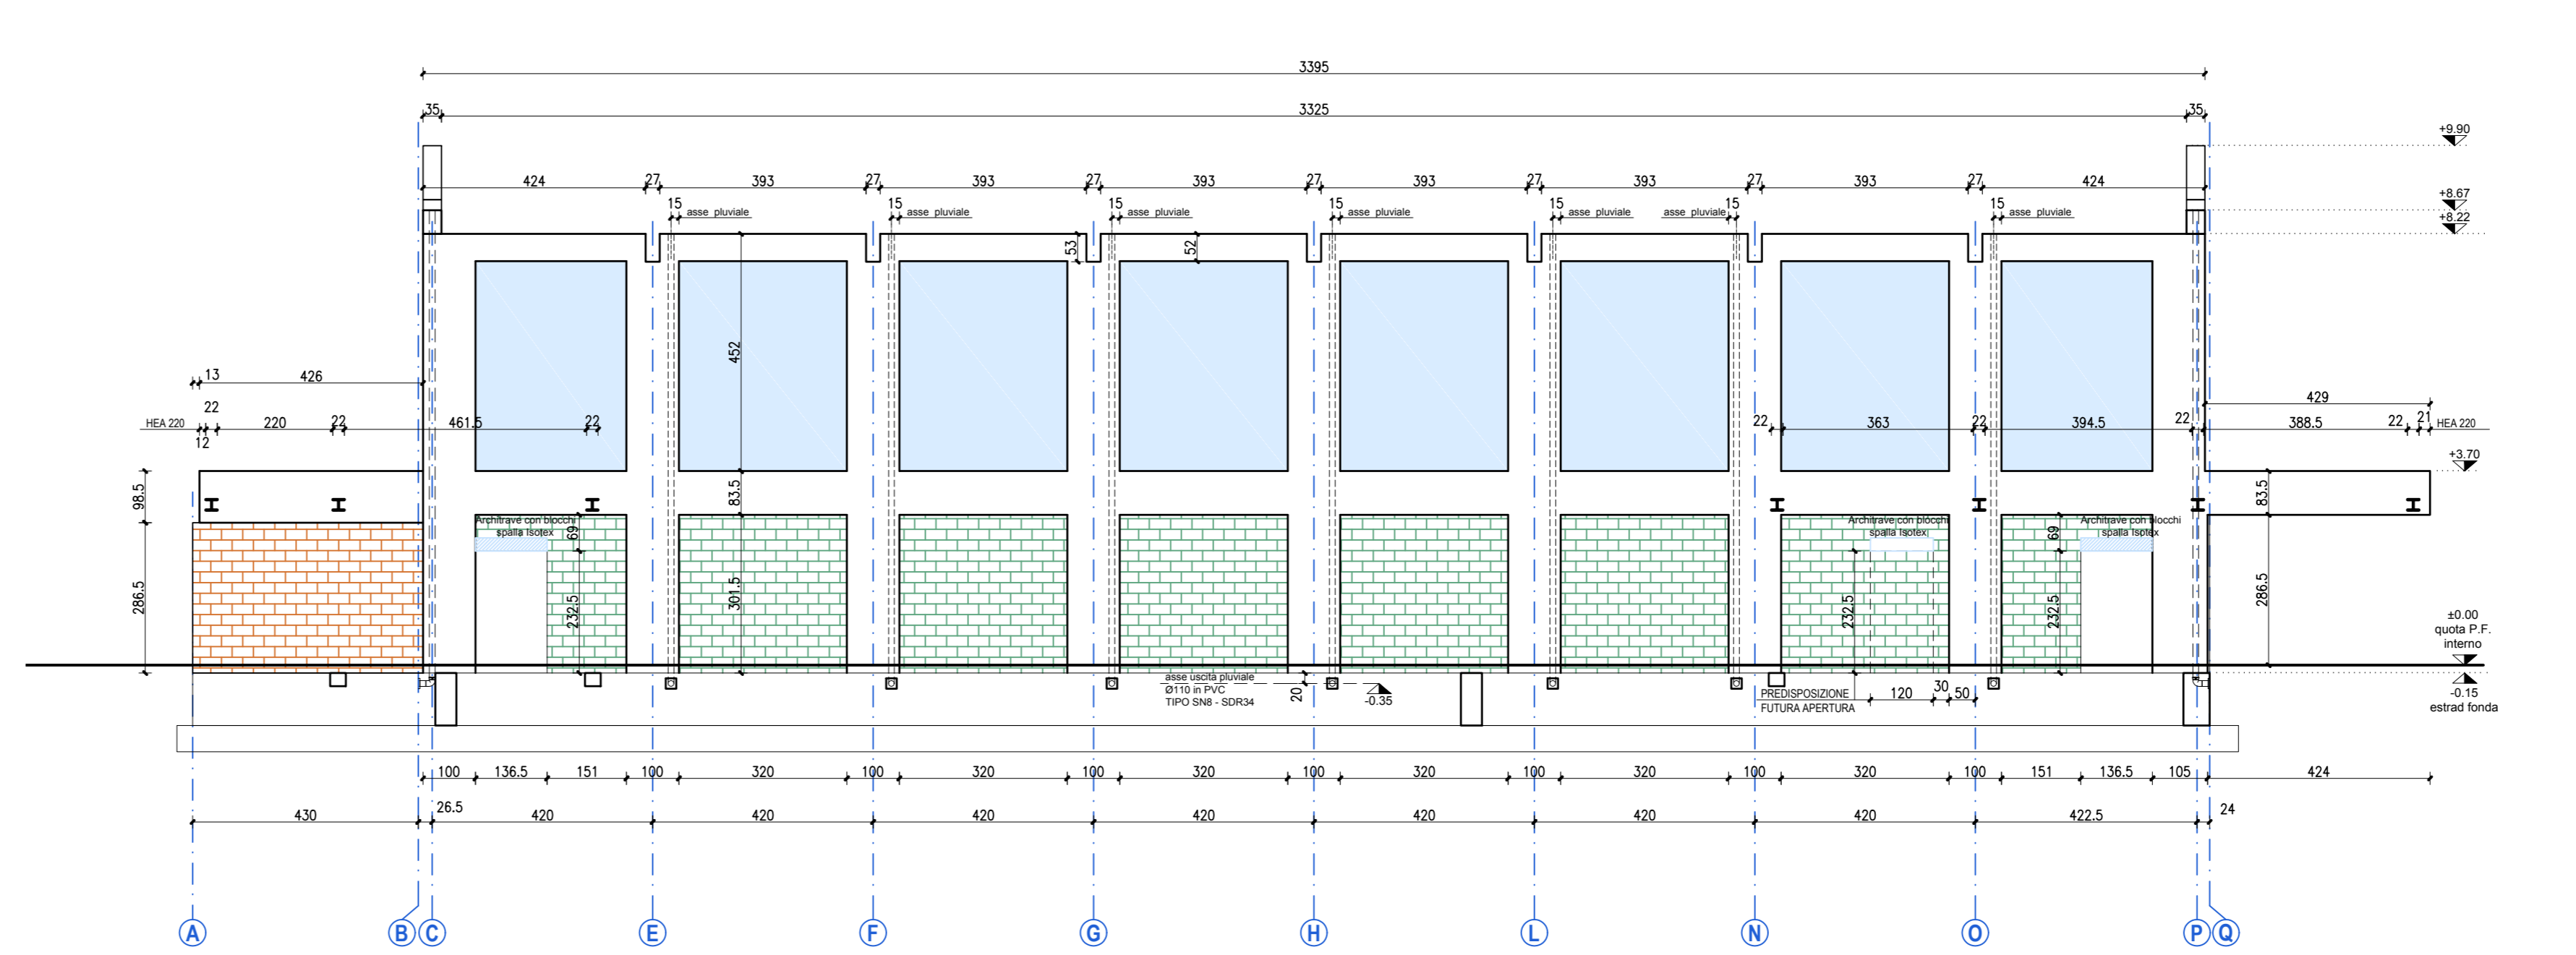 3395
35 3325 35
+9.90
424 27 393 27 393 27 393 27 393 27 393 27 393 27 424
+8.67
15 asse pluviale 15 asse pluviale 15 asse pluviale 15 asse pluviale 15 asse pluviale asse pluviale 15 15 asse pluviale
+8.22
53 52
452
13 426
429
22
HEA 220 220 22 461.5 22
12
22 363 22 394.5 22 388.5 22 21 HEA 220
+3.70
98.5 83.5 83.5
Architrave con blocchi
spalla Isotex
69
Architrave con blocchi
spalla Isotex
69
Architrave con blocchi
spalla Isotex
286.5 232.5 301.5 232.5 232.5 286.5
±0.00
quota P.F.
interno
asse uscita pluviale
Ø110 in PVC
TIPO SN8 - SDR34
20
-0.35
PREDISPOSIZIONE
FUTURA APERTURA
120 30 50
-0.15
estrad fonda
100 136.5 151 100 320 100 320 100 320 100 320 100 320 100 320 100 151 136.5 105 424
430 26.5 420 420 420 420 420 420 420 422.5 24
A B C E F G H L N O P Q